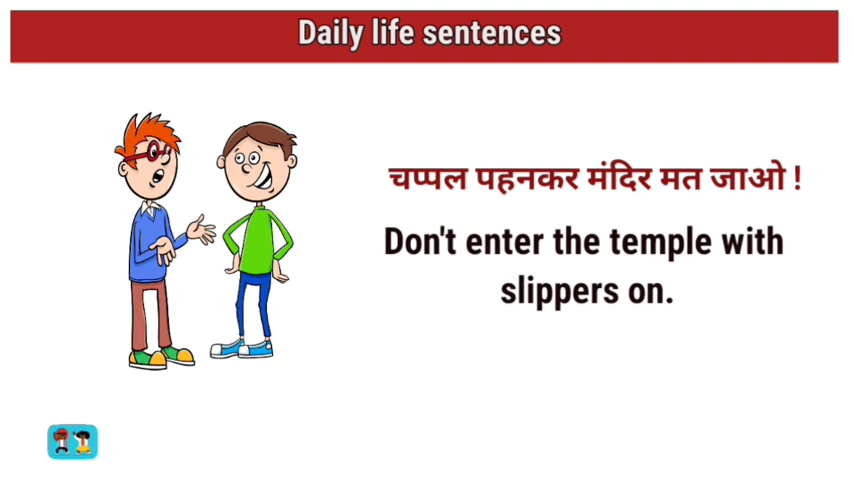 Daily life sentences
चप्पल पहनकर मंदिर मत जाओ !
Don't enter the temple with
slippers on.